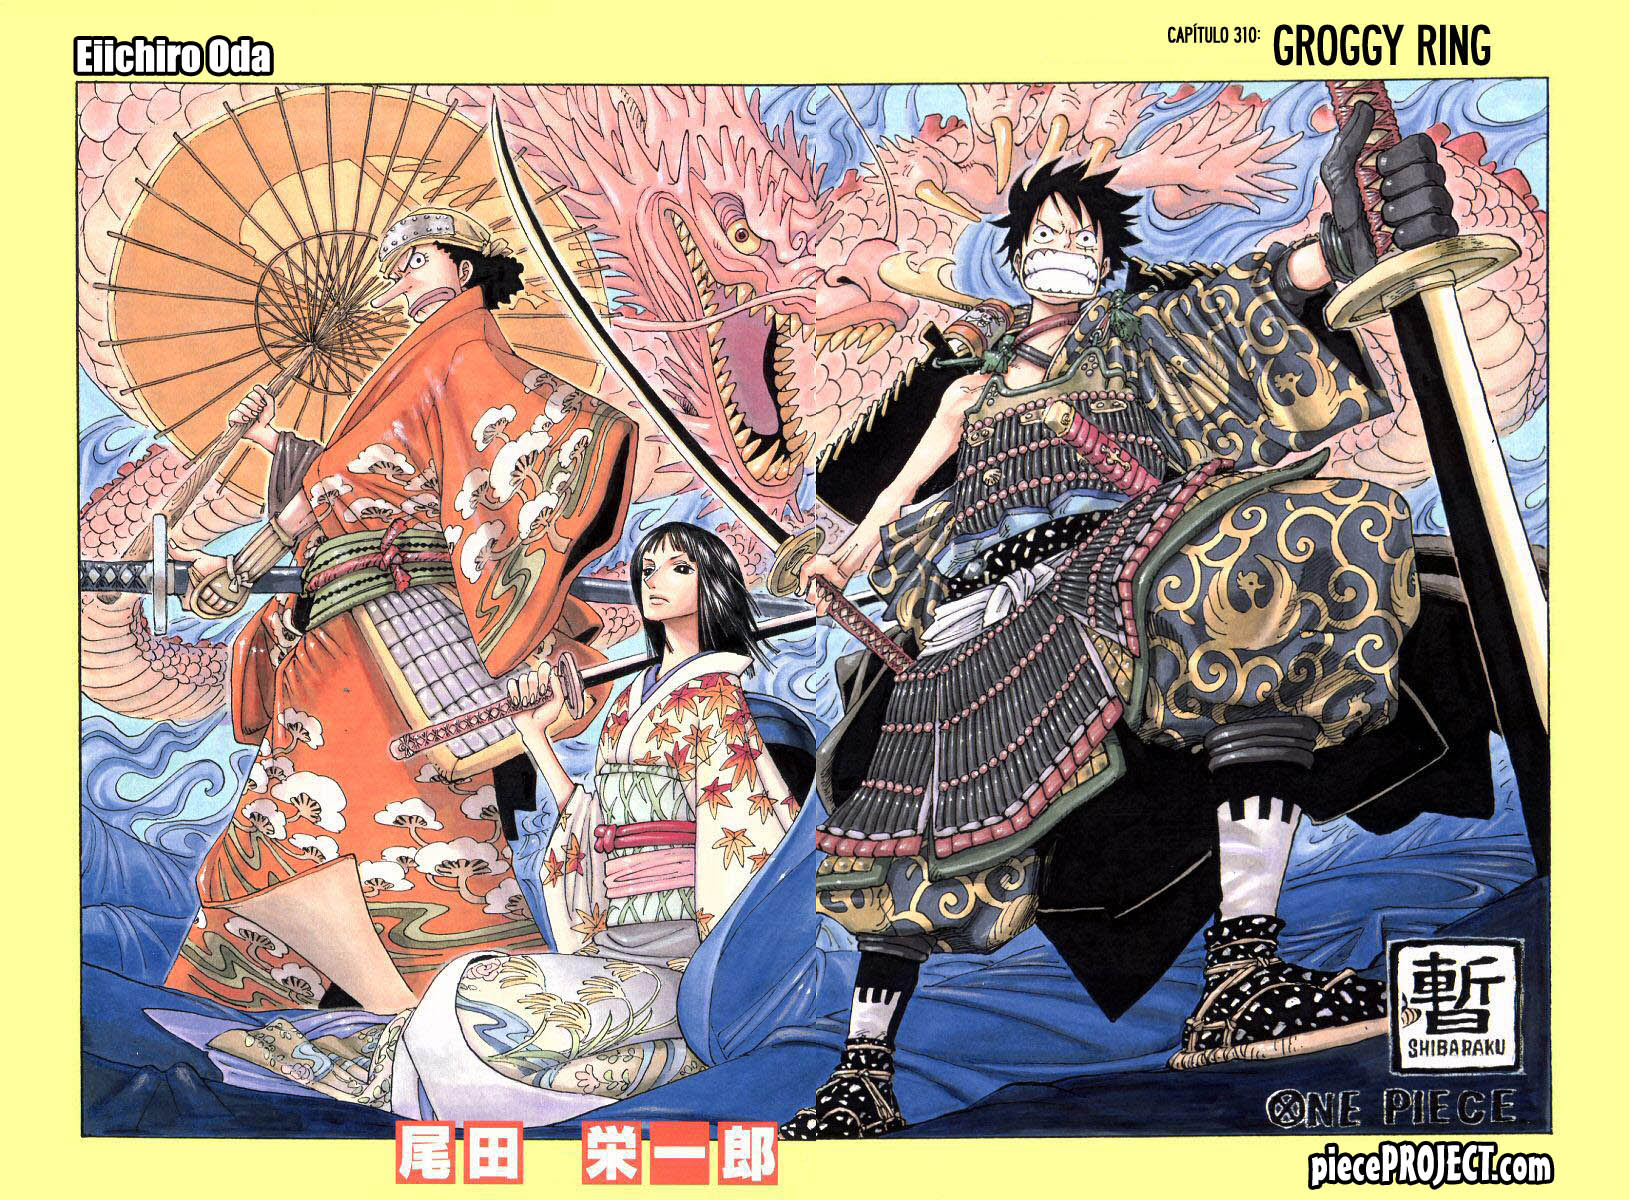 Eiichiro Oda
CAPÍTULO 310: GROGGY RING
暫
SHIBARAKU
ONE PIECE
尾田 栄一郎
piecePROJECT.com